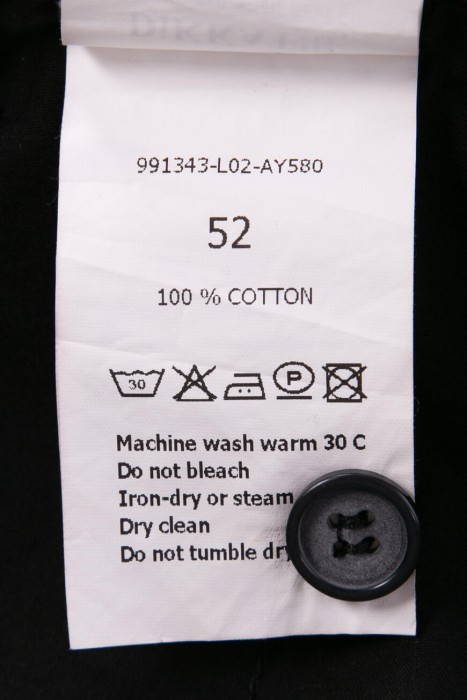 991343-L02-AY580
52
100 % COTTON
30 P
Machine wash warm 30 C
Do not bleach
Iron-dry or steam
Dry clean
Do not tumble dry